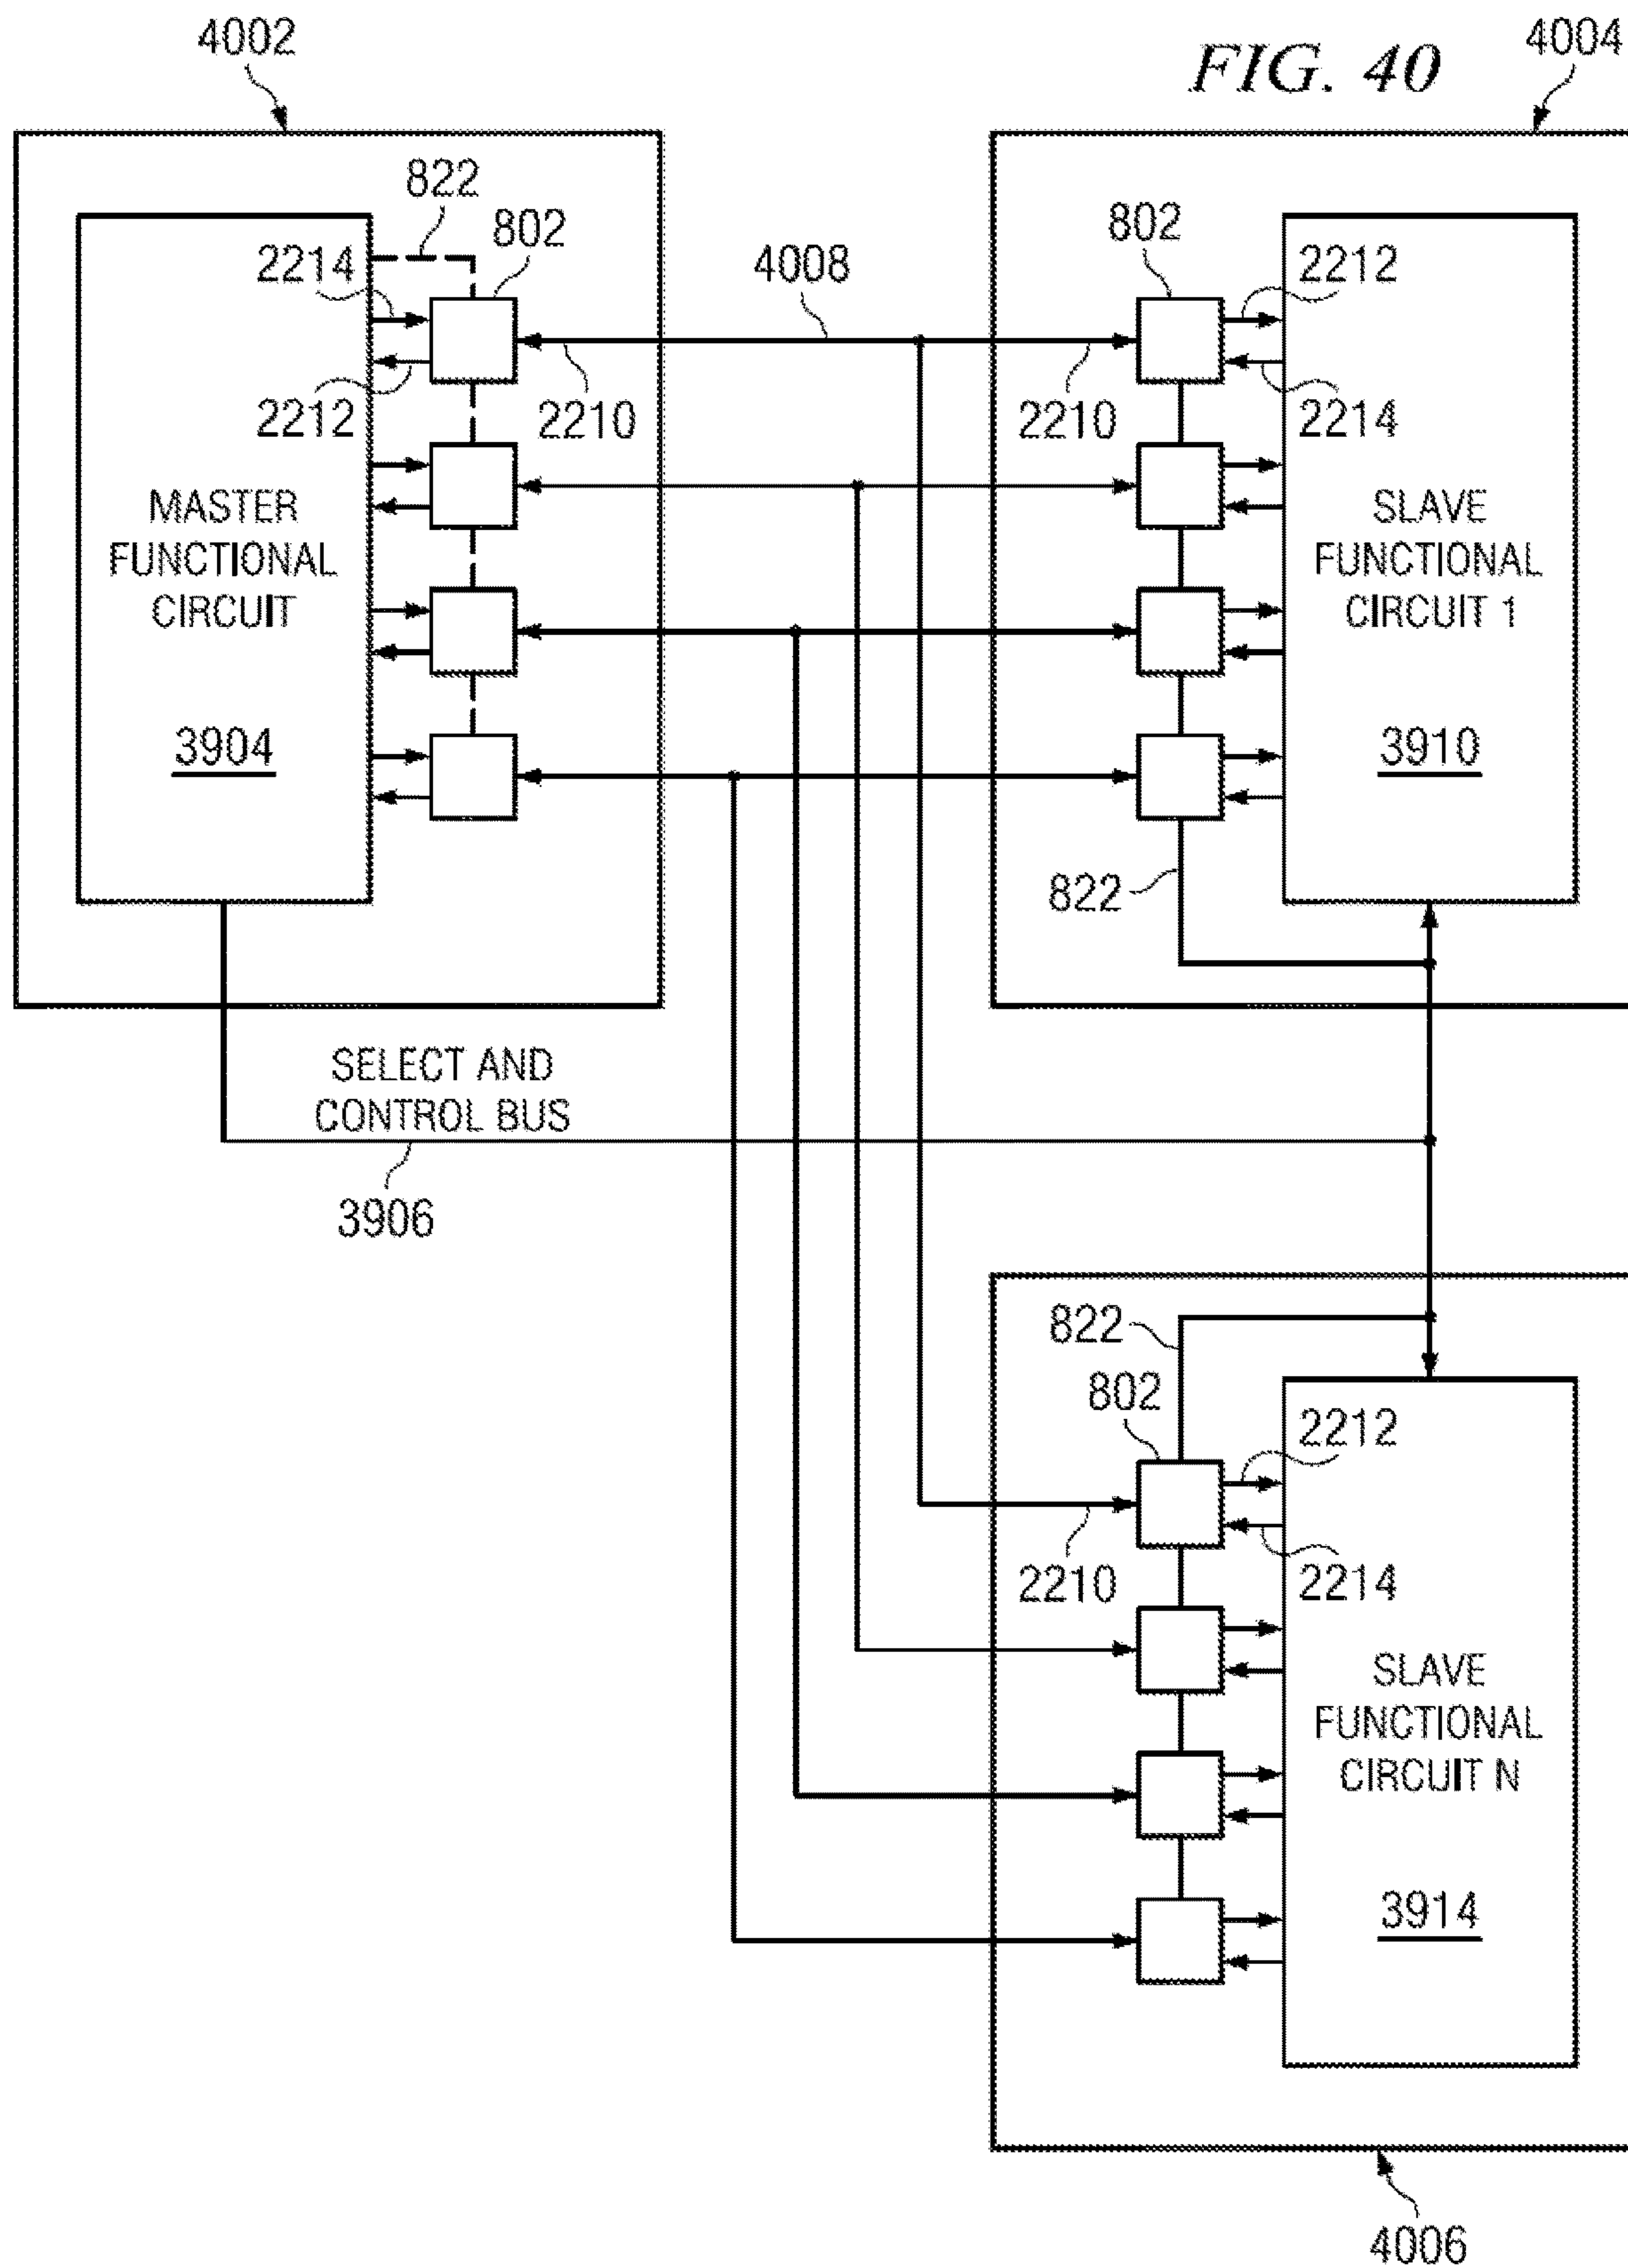 4002
FIG. 40
4004
822
802
2214
2212
2210
4008
802
2212
2210
2214
MASTER
FUNCTIONAL
CIRCUIT
3904
SLAVE
FUNCTIONAL
CIRCUIT 1
3910
822
SELECT AND
CONTROL BUS
3906
822
802
2212
2210
2214
SLAVE
FUNCTIONAL
CIRCUIT N
3914
4006